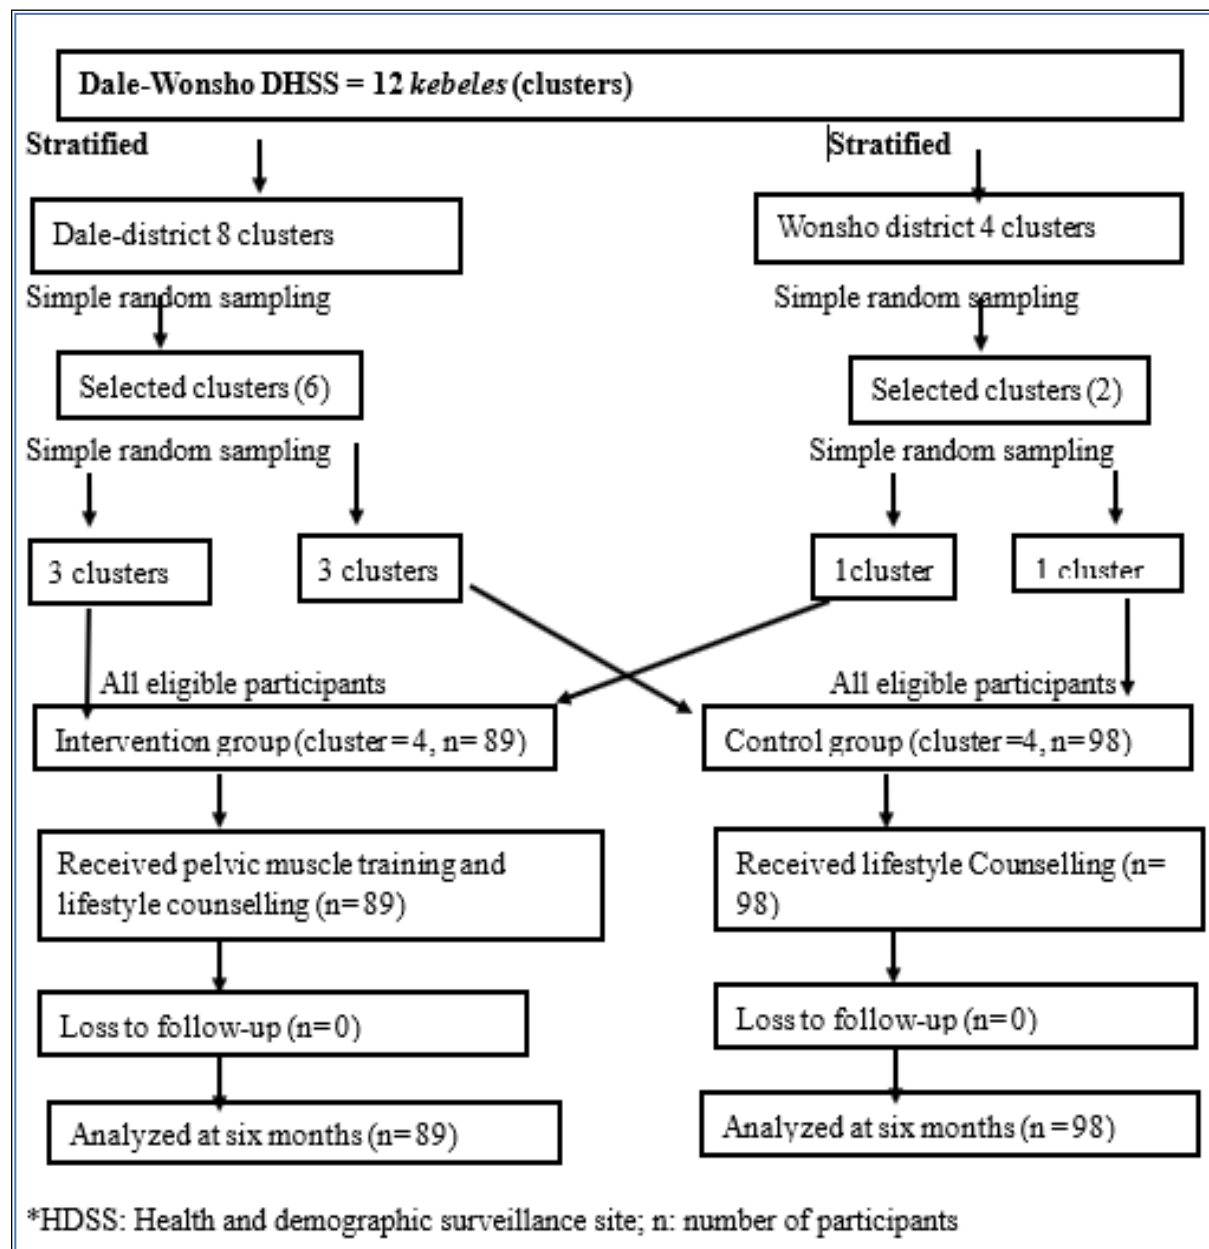 Dale-Wonsho DHSS = 12 kebeles (clusters)
Stratified
Stratified
Dale-district 8 clusters
Wonsho district 4 clusters
Simple random sampling
Simple random sampling
Selected clusters (6)
Selected clusters (2)
Simple random sampling
Simple random sampling
3 clusters
3 clusters
1cluster
1 cluster
All eligible participants
All eligible participants
Intervention group (cluster=4, n=89)
Control group (cluster=4, n=98)
Received pelvic muscle training and
lifestyle counselling (n=89)
Received lifestyle Counselling (n=
98)
Loss to follow-up (n=0)
Loss to follow-up (n=0)
Analyzed at six months (n=89)
Analyzed at six months (n=98)
*HDSS: Health and demographic surveillance site; n: number of participants